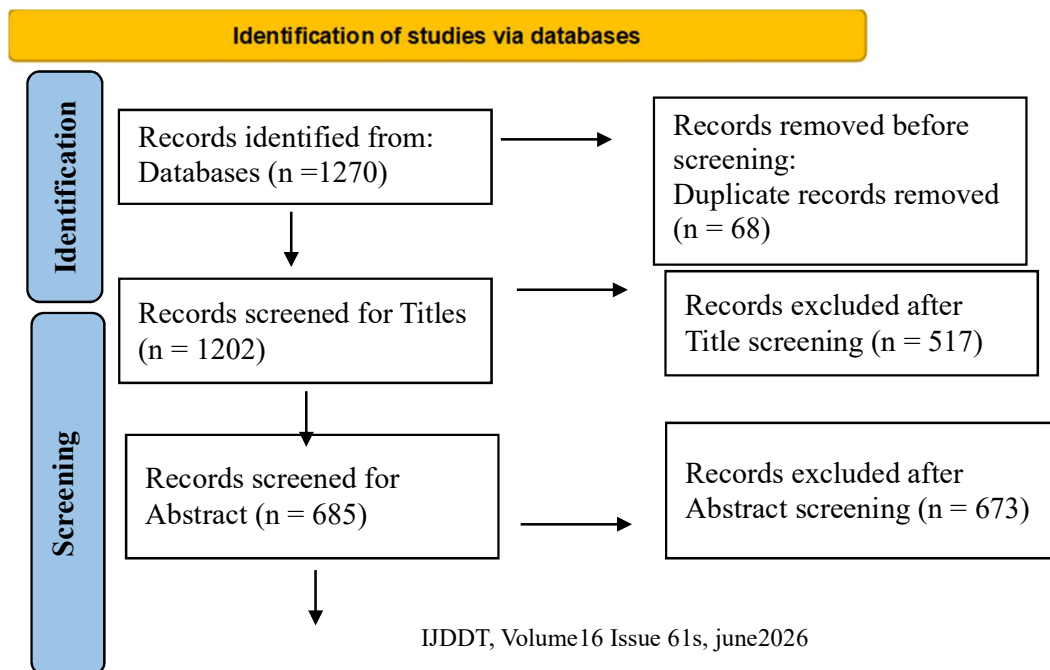 Identification of studies via databases
Identification
Records identified from:
Databases (n =1270)
Records removed before
screening:
Duplicate records removed
(n = 68)
Records screened for Titles
(n = 1202)
Records excluded after
Title screening (n = 517)
Screening
Records screened for
Abstract (n = 685)
Records excluded after
Abstract screening (n = 673)
IJDDT, Volume16 Issue 61s, june2026